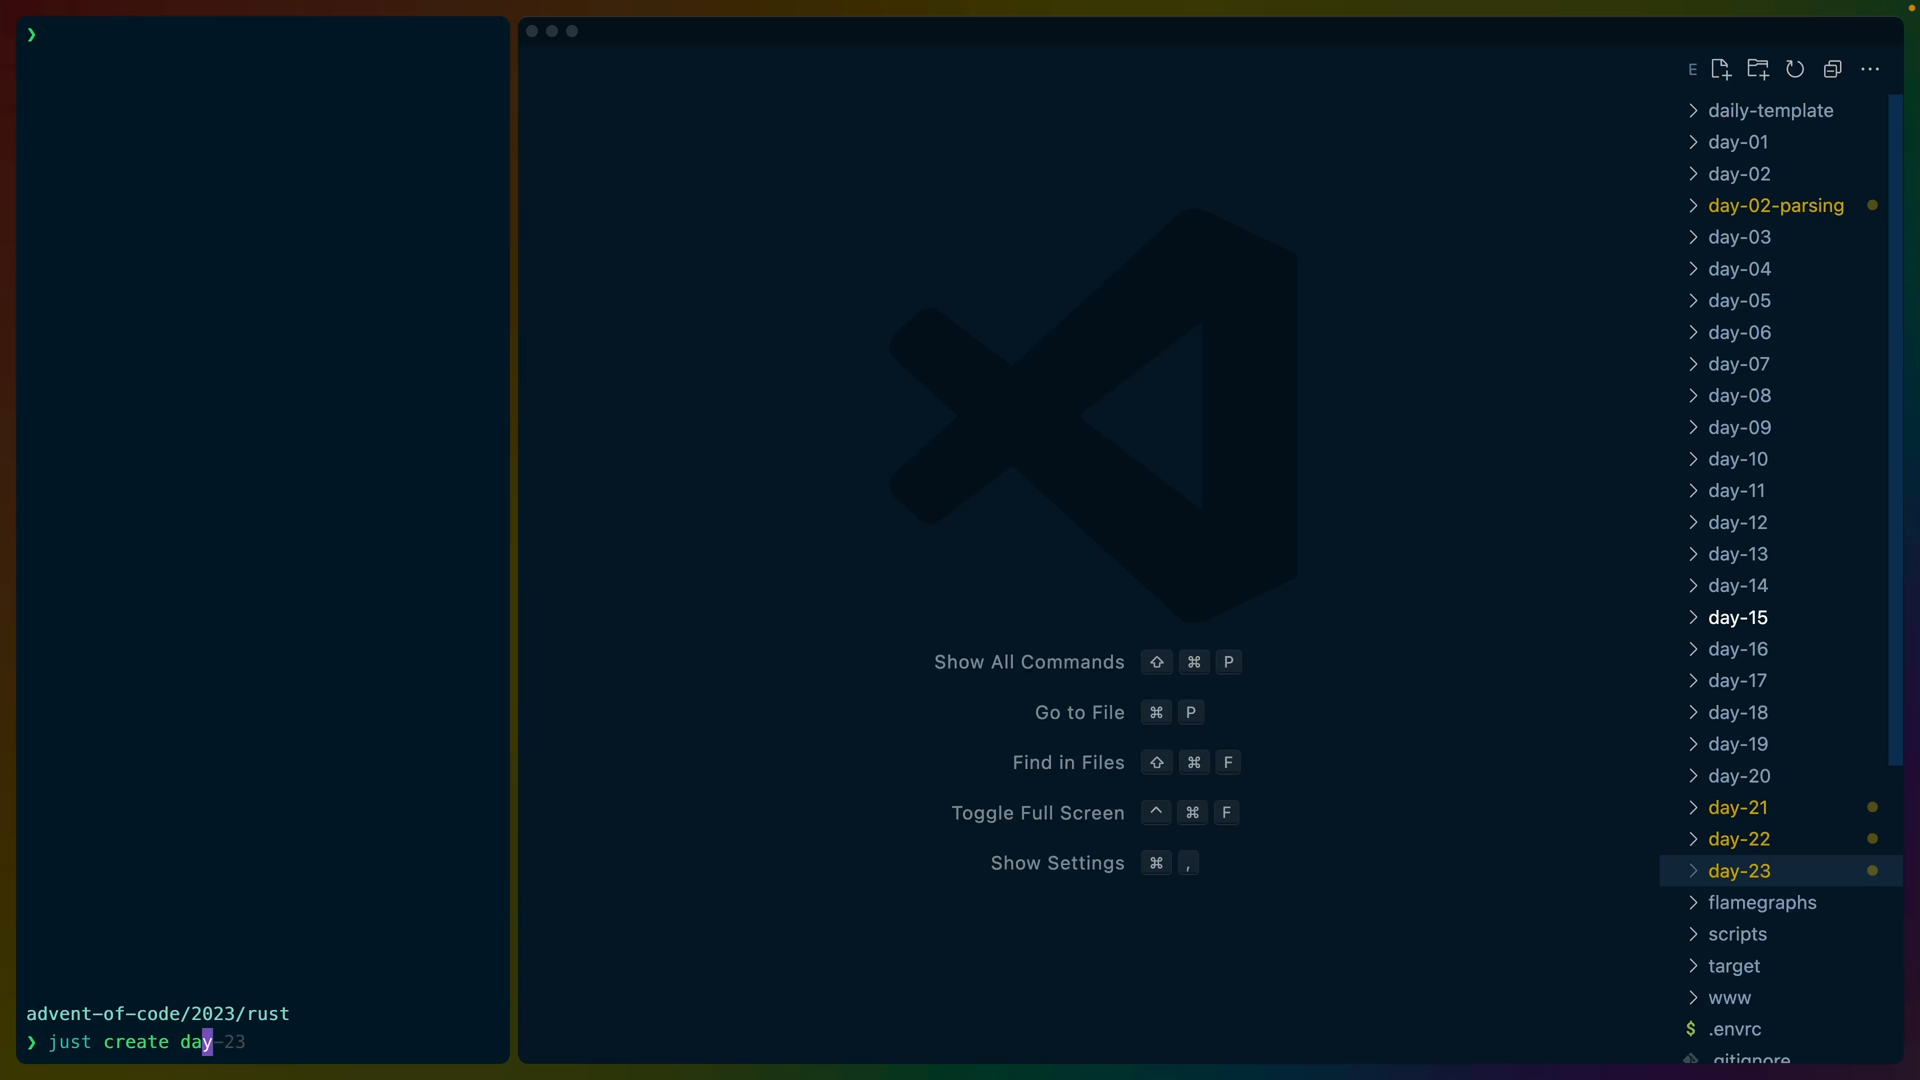 ❯
E
daily-template
day-01
day-02
day-02-parsing
day-03
day-04
day-05
day-06
day-07
day-08
day-09
day-10
day-11
day-12
day-13
day-14
day-15
day-16
day-17
day-18
day-19
day-20
day-21
day-22
day-23
flamegraphs
scripts
target
www
$ .envrc
.gitignore
Show All Commands ⇧ ⌘ P
Go to File ⌘ P
Find in Files ⇧ ⌘ F
Toggle Full Screen ^ ⌘ F
Show Settings ⌘ ,
advent-of-code/2023/rust
❯ just create day-23